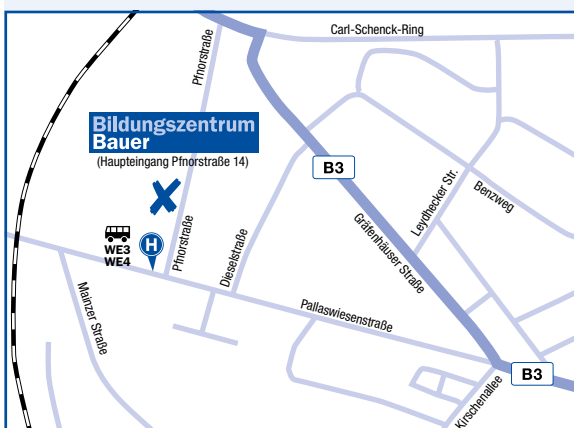 Carl-Schenck-Ring
Pfnorstraße
Bildungszentrum
Bauer
(Haupteingang Pfnorstraße 14)
B3
Leydhecker Str.
Benzweg
WE3
WE4
H
Pfnorstraße
Dieselstraße
Gräfenhäuser Straße
Mainzer Straße
Pallaswiesenstraße
B3
Kirschenallee